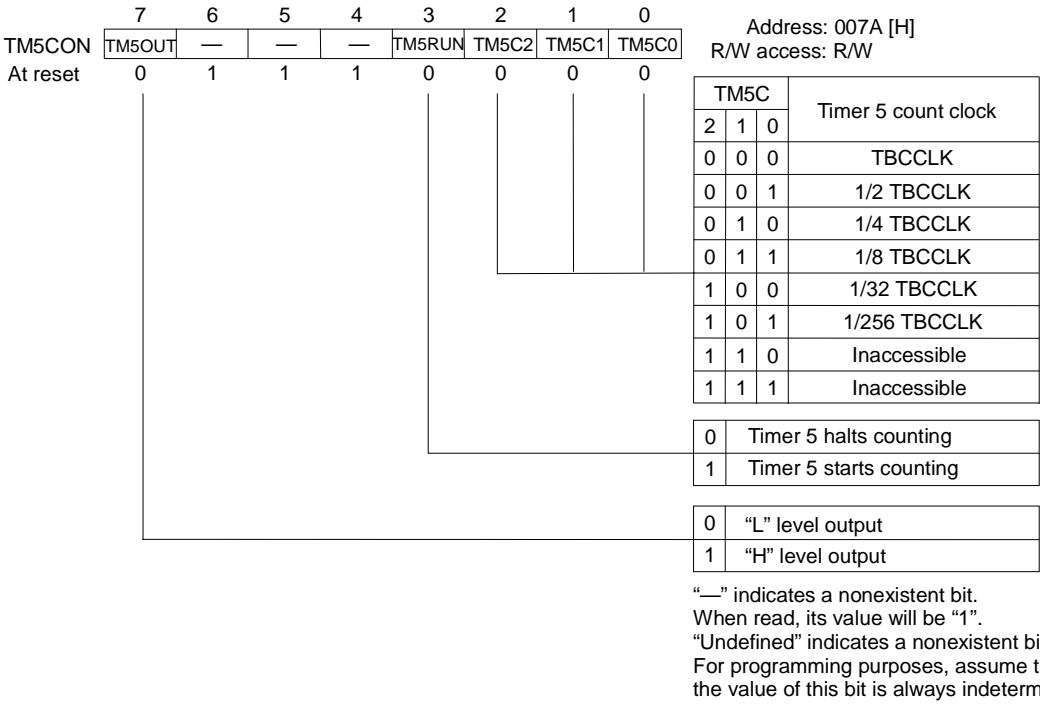 7 6 5 4 3 2 1 0
Address: 007A [H]
TM5CON TM5OUT — — — TM5RUN TM5C2 TM5C1 TM5C0
R/W access: R/W
At reset 0 1 1 1 0 0 0 0
TM5C Timer 5 count clock
2 1 0
0 0 0 TBCCLK
0 0 1 1/2 TBCCLK
0 1 0 1/4 TBCCLK
0 1 1 1/8 TBCCLK
1 0 0 1/32 TBCCLK
1 0 1 1/256 TBCCLK
1 1 0 Inaccessible
1 1 1 Inaccessible
0 Timer 5 halts counting
1 Timer 5 starts counting
0 “L” level output
1 “H” level output
“—” indicates a nonexistent bit.
When read, its value will be “1”.
“Undefined” indicates a nonexistent
For programming purposes, assume
the value of this bit is always